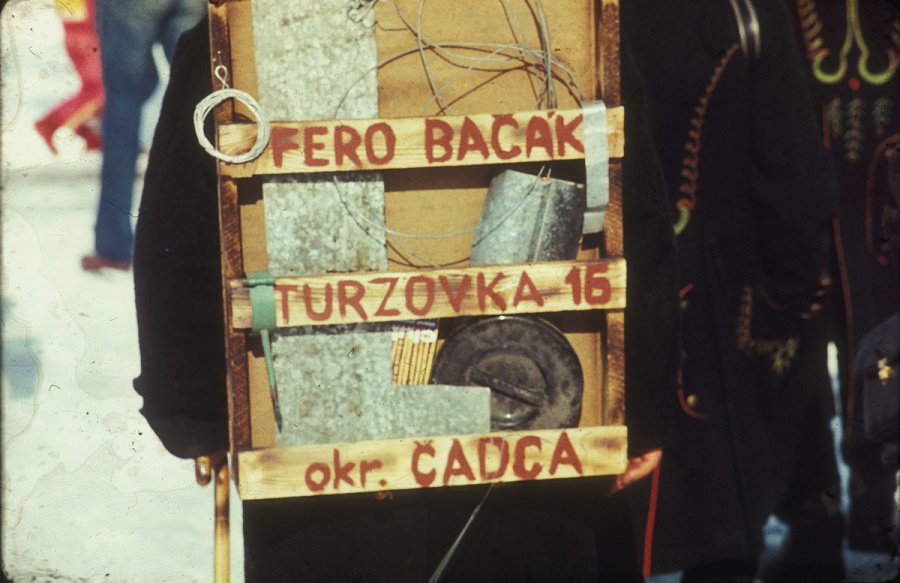 FERO BAČÁK
TURZOVKA 16
okr. ČADCA